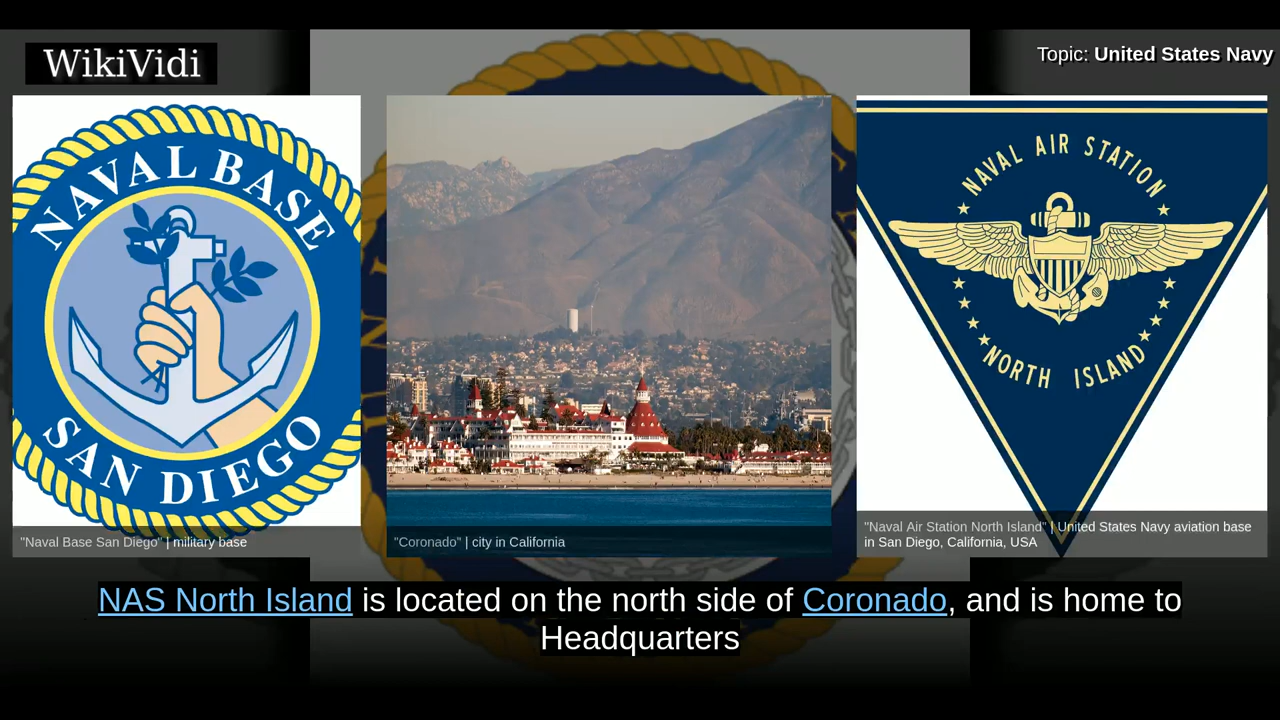 WikiVidi
Topic: United States Navy
NAVAL BASE
SAN DIEGO
"Naval Base San Diego" | military base
"Coronado" | city in California
NAVAL AIR STATION
NORTH ISLAND
"Naval Air Station North Island" | United States Navy aviation base
in San Diego, California, USA
NAS North Island is located on the north side of Coronado, and is home to
Headquarters